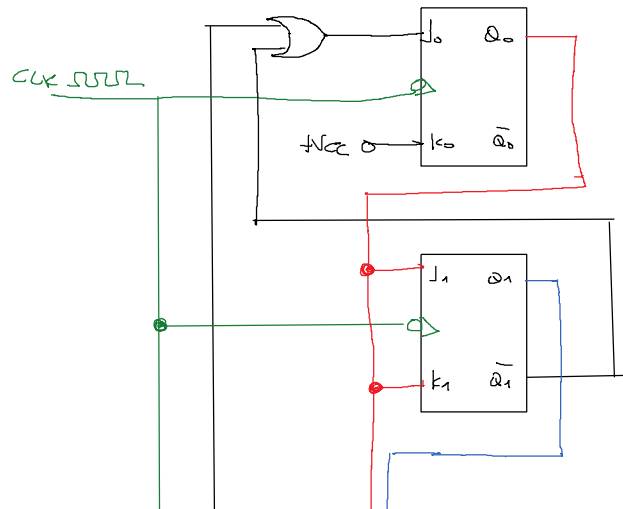 J₀ Q₀
CLK
+Vcc K₀ Q̅₀
J₁ Q₁
K₁ Q̅₁